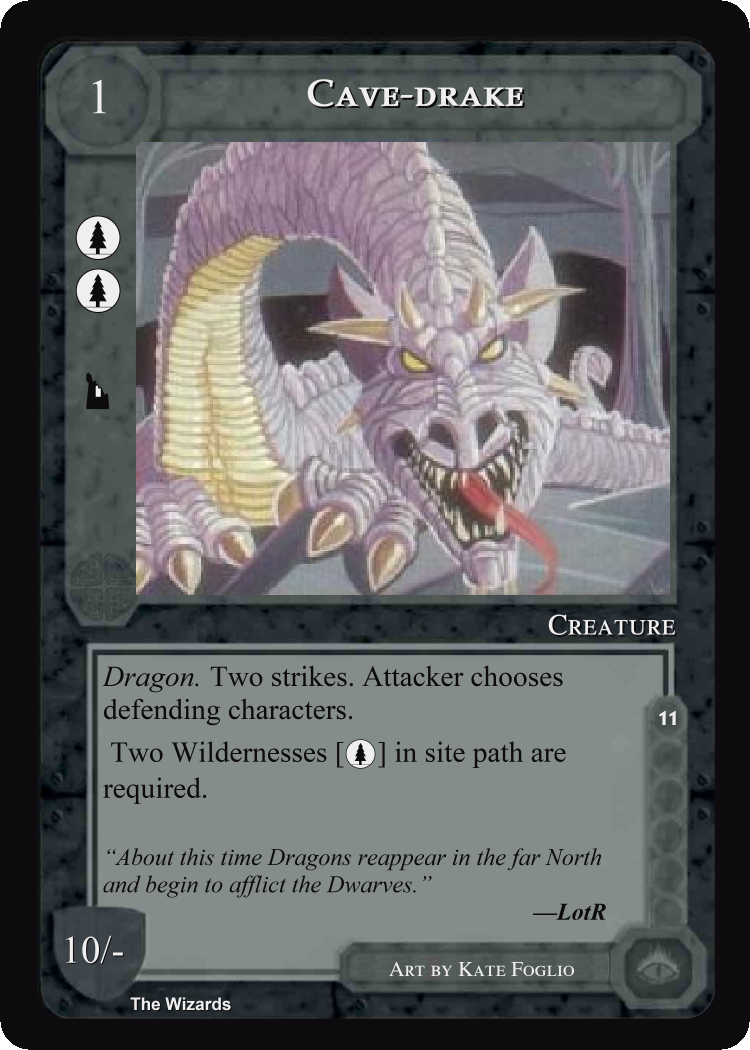 1
CAVE-DRAKE
CREATURE
Dragon. Two strikes. Attacker chooses
defending characters.
Two Wildernesses [ ] in site path are
required.
11
“About this time Dragons reappear in the far North
and begin to afflict the Dwarves.”
—LotR
10/-
ART BY KATE FOGLIO
The Wizards